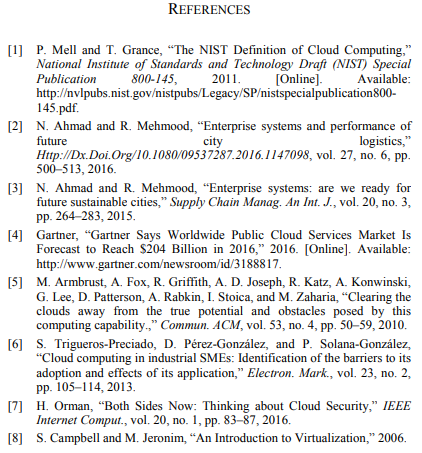 REFERENCES
[1] P. Mell and T. Grance, “The NIST Definition of Cloud Computing,”
National Institute of Standards and Technology Draft (NIST) Special
Publication 800-145, 2011. [Online]. Available:
http://nvlpubs.nist.gov/nistpubs/Legacy/SP/nistspecialpublication800-
145.pdf.
[2] N. Ahmad and R. Mehmood, “Enterprise systems and performance of
future city logistics,”
Http://Dx.Doi.Org/10.1080/09537287.2016.1147098, vol. 27, no. 6, pp.
500–513, 2016.
[3] N. Ahmad and R. Mehmood, “Enterprise systems: are we ready for
future sustainable cities,” Supply Chain Manag. An Int. J., vol. 20, no. 3,
pp. 264–283, 2015.
[4] Gartner, “Gartner Says Worldwide Public Cloud Services Market Is
Forecast to Reach $204 Billion in 2016,” 2016. [Online]. Available:
http://www.gartner.com/newsroom/id/3188817.
[5] M. Armbrust, A. Fox, R. Griffith, A. D. Joseph, R. Katz, A. Konwinski,
G. Lee, D. Patterson, A. Rabkin, I. Stoica, and M. Zaharia, “Clearing the
clouds away from the true potential and obstacles posed by this
computing capability.,” Commun. ACM, vol. 53, no. 4, pp. 50–59, 2010.
[6] S. Trigueros-Preciado, D. Pérez-González, and P. Solana-González,
“Cloud computing in industrial SMEs: Identification of the barriers to its
adoption and effects of its application,” Electron. Mark., vol. 23, no. 2,
pp. 105–114, 2013.
[7] H. Orman, “Both Sides Now: Thinking about Cloud Security,” IEEE
Internet Comput., vol. 20, no. 1, pp. 83–87, 2016.
[8] S. Campbell and M. Jeronim, “An Introduction to Virtualization,” 2006.